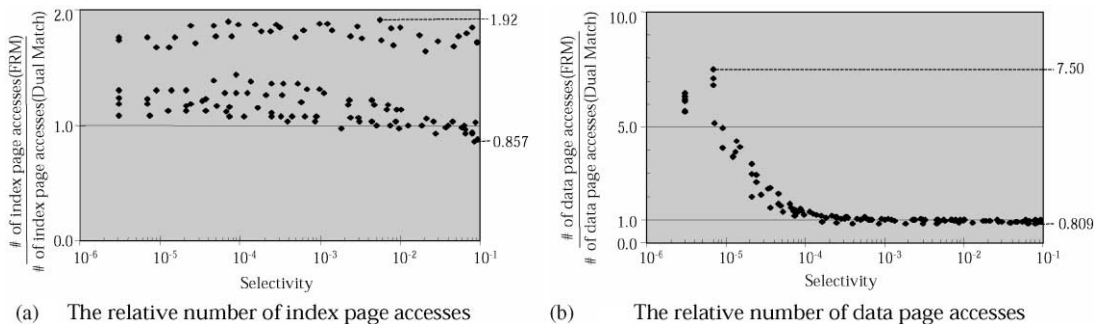 # of index page accesses(FRM)
# of index page accesses(Dual Match)
2.0
1.0
0.0
1.92
0.857
10-6
10-5
10-4
10-3
10-2
10-1
Selectivity
(a) The relative number of index page accesses
# of data page accesses(FRM)
# of data page accesses(Dual Match)
10.0
5.0
1.0
0.0
7.50
0.809
10-6
10-5
10-4
10-3
10-2
10-1
Selectivity
(b) The relative number of data page accesses